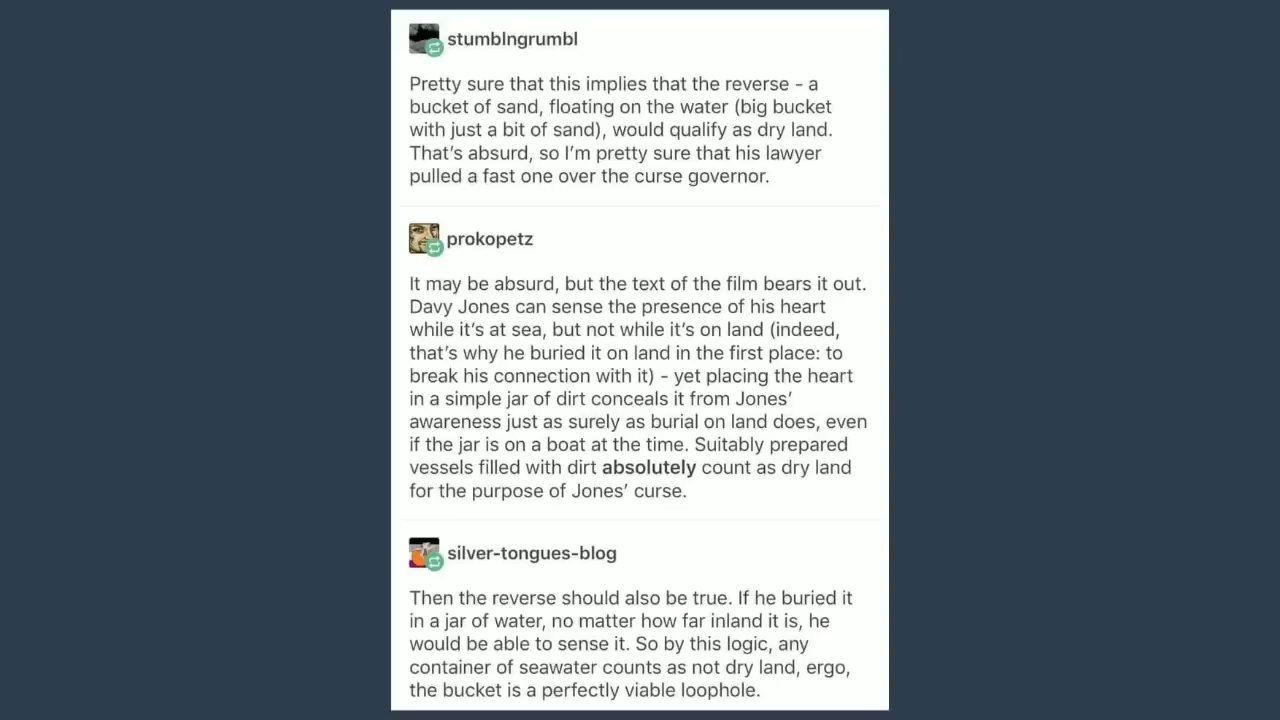 stumblngrumbl
Pretty sure that this implies that the reverse - a
bucket of sand, floating on the water (big bucket
with just a bit of sand), would qualify as dry land.
That's absurd, so I'm pretty sure that his lawyer
pulled a fast one over the curse governor.
prokopetz
It may be absurd, but the text of the film bears it out.
Davy Jones can sense the presence of his heart
while it's at sea, but not while it's on land (indeed,
that's why he buried it on land in the first place: to
break his connection with it) - yet placing the heart
in a simple jar of dirt conceals it from Jones'
awareness just as surely as burial on land does, even
if the jar is on a boat at the time. Suitably prepared
vessels filled with dirt absolutely count as dry land
for the purpose of Jones' curse.
silver-tongues-blog
Then the reverse should also be true. If he buried it
in a jar of water, no matter how far inland it is, he
would be able to sense it. So by this logic, any
container of seawater counts as not dry land, ergo,
the bucket is a perfectly viable loophole.